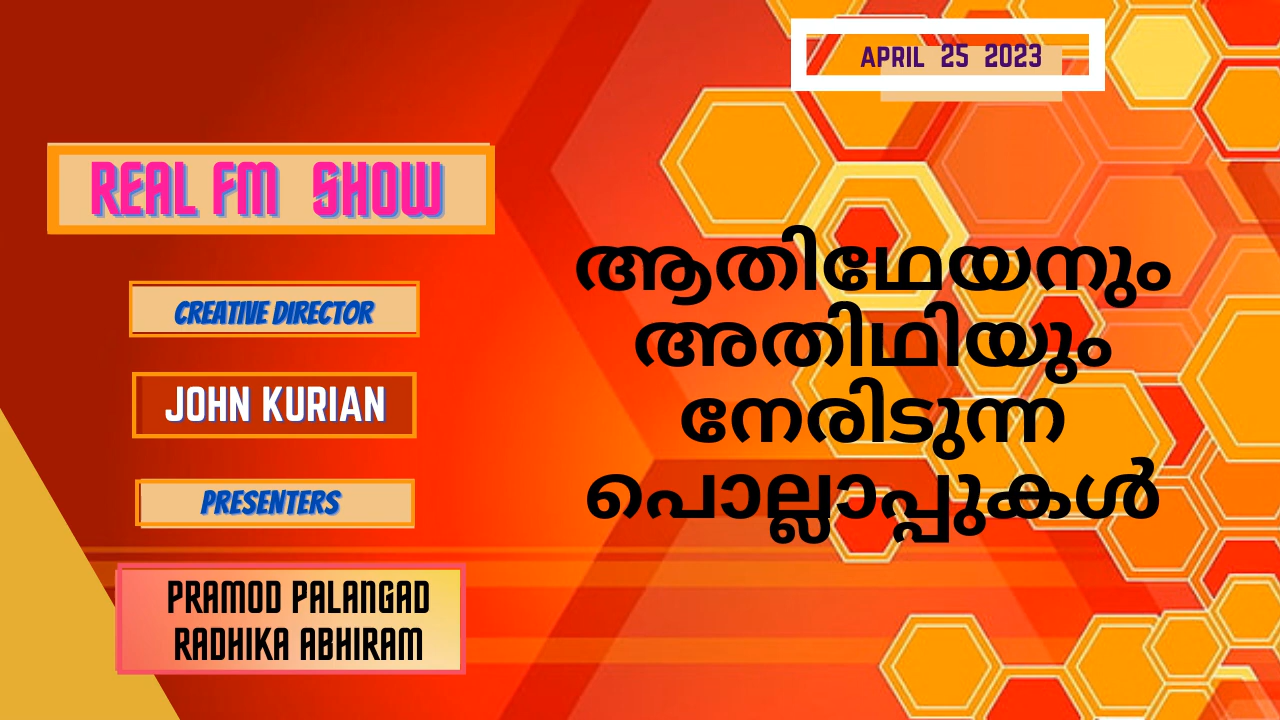 APRIL 25 2023
REAL FM SHOW
CREATIVE DIRECTOR
JOHN KURIAN
PRESENTERS
PRAMOD PALANGAD
RADHIKA ABHIRAM
ആതിഥേയനും
അതിഥിയും
നേരിടുന്ന
പൊല്ലാപ്പുകൾ